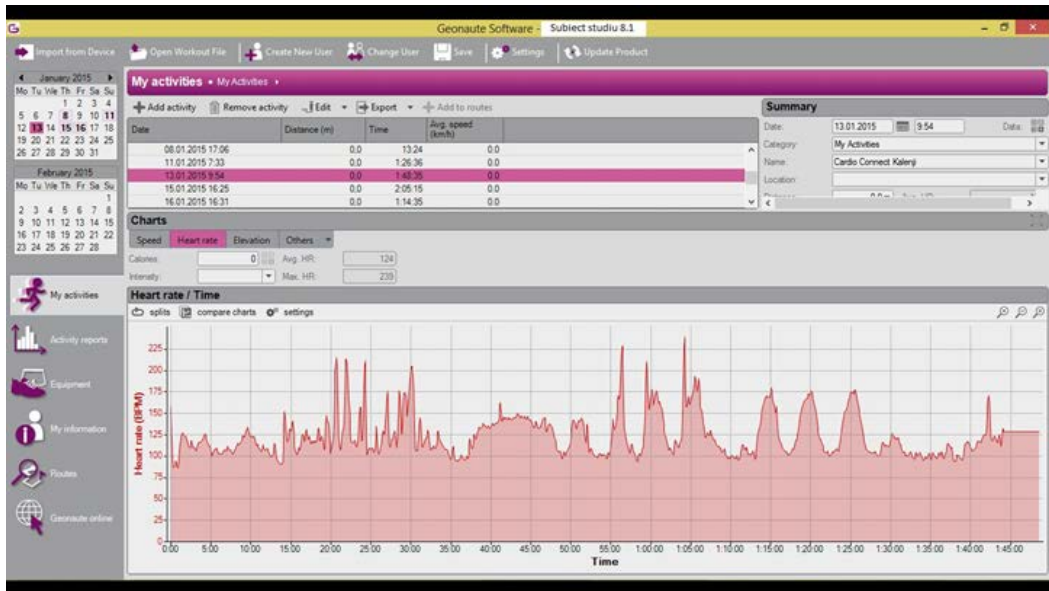 Geonaute Software - Subiect studiu 8.1
Import from Device Open Workout File Create New User Change User Save Settings Update Product
January 2015
Mo Tu We Th Fr Sa Su
1 2 3 4
5 6 7 8 9 10 11
12 13 14 15 16 17 18
19 20 21 22 23 24 25
26 27 28 29 30 31
February 2015
Mo Tu We Th Fr Sa Su
1
2 3 4 5 6 7 8
9 10 11 12 13 14 15
16 17 18 19 20 21 22
23 24 25 26 27 28
My activities
Activity reports
Equipment
My information
Routes
Geonaute online
My activities • My Activities
Add activity Remove activity Edit Export Add to routes
Date Distance (m) Time Avg. speed (km/h)
08.01.2015 17:06 0.0 13:24 0.0
11.01.2015 7:33 0.0 1:26:36 0.0
13.01.2015 9:54 0.0 1:48:35 0.0
15.01.2015 16:25 0.0 2:05:15 0.0
16.01.2015 16:31 0.0 1:14:35 0.0
Summary
Date: 13.01.2015 9:54 Data:
Category: My Activities
Name: Cardio Connect Kalenji
Location:
Charts
Speed Heart rate Elevation Others
Calories: 0 Avg. HR: 124
Intensity: Max. HR: 239
Heart rate / Time
splits compare charts settings
Heart rate (BPM)
225
200
175
150
125
100
75
50
25
0
0:00 5:00 10:00 15:00 20:00 25:00 30:00 35:00 40:00 45:00 50:00 55:00 1:00:00 1:05:00 1:10:00 1:15:00 1:20:00 1:25:00 1:30:00 1:35:00 1:40:00 1:45:00
Time